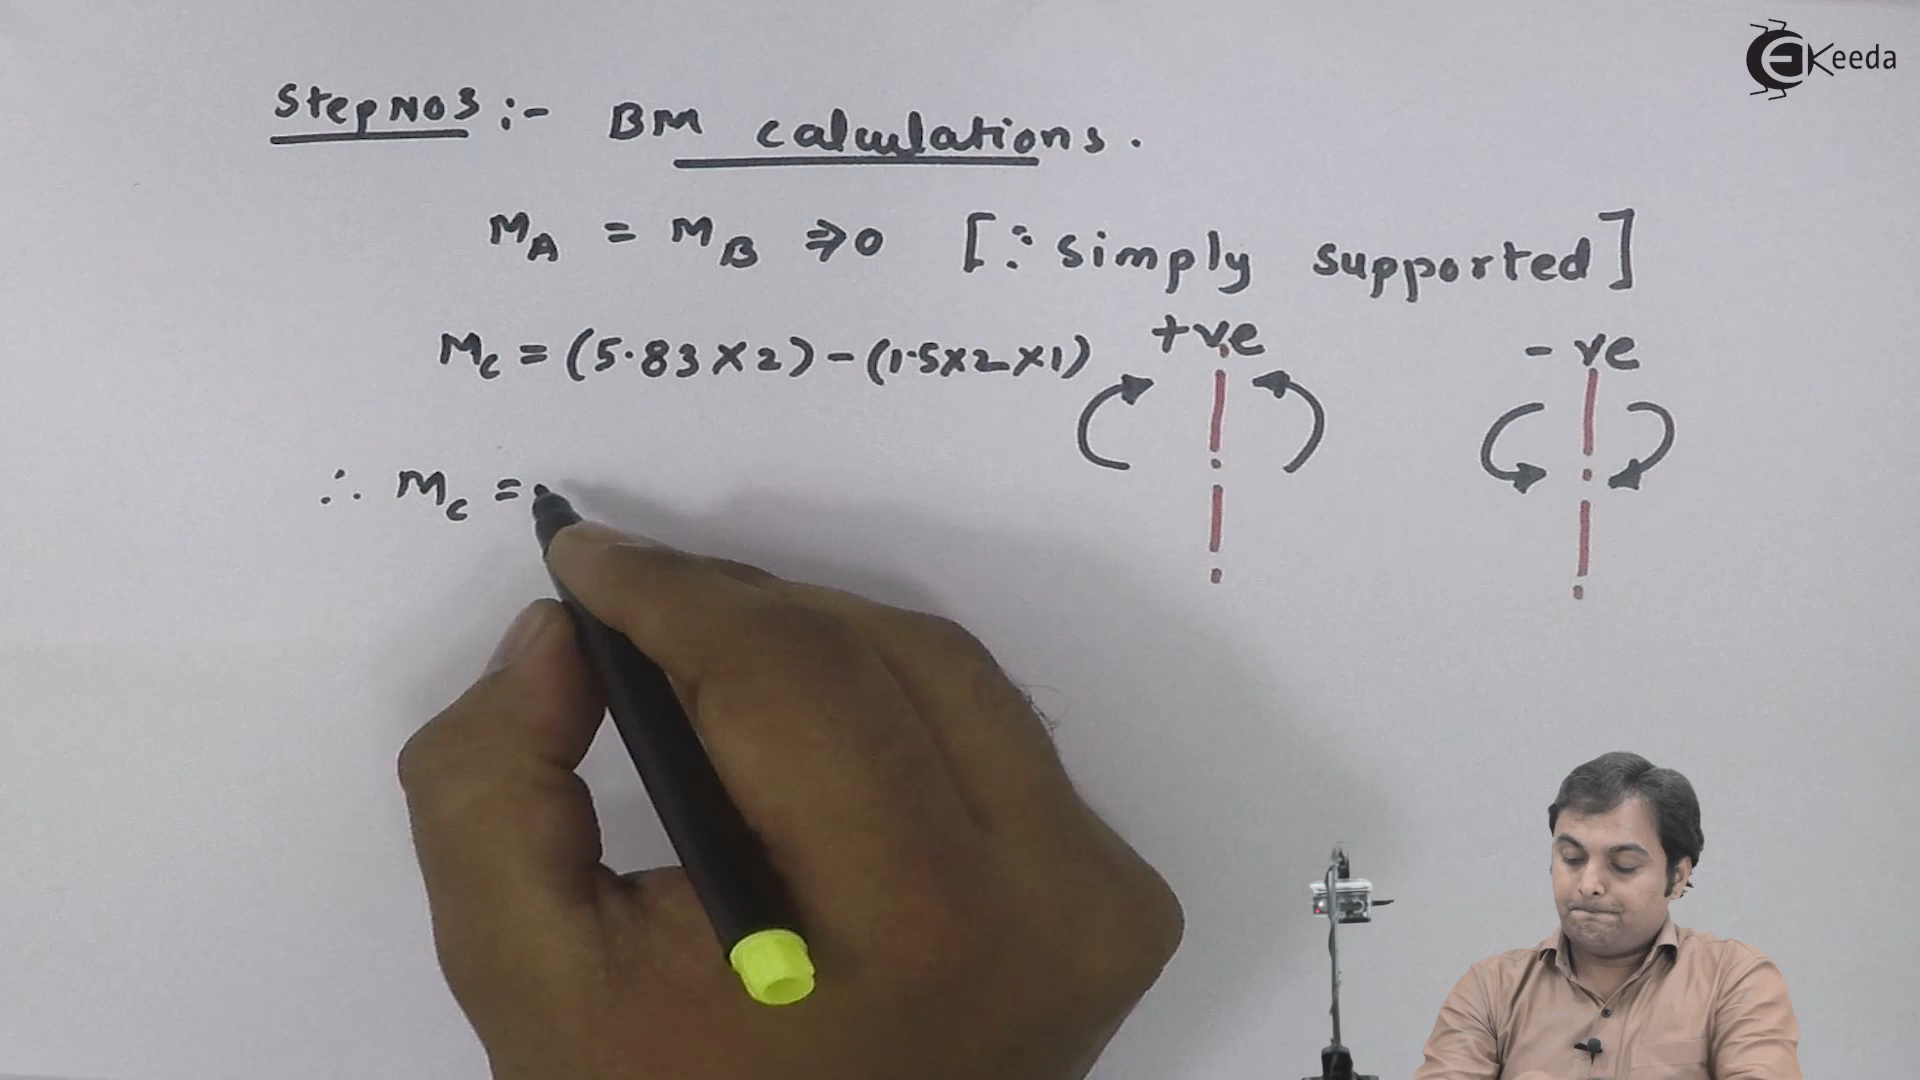 Keeda
Step No 3 :- BM calculations.
MA = MB ⇒ 0 [∵ simply supported]
+ve - ve
Mc = (5.83 × 2) - (1.5 × 2 × 1)
∴ Mc =